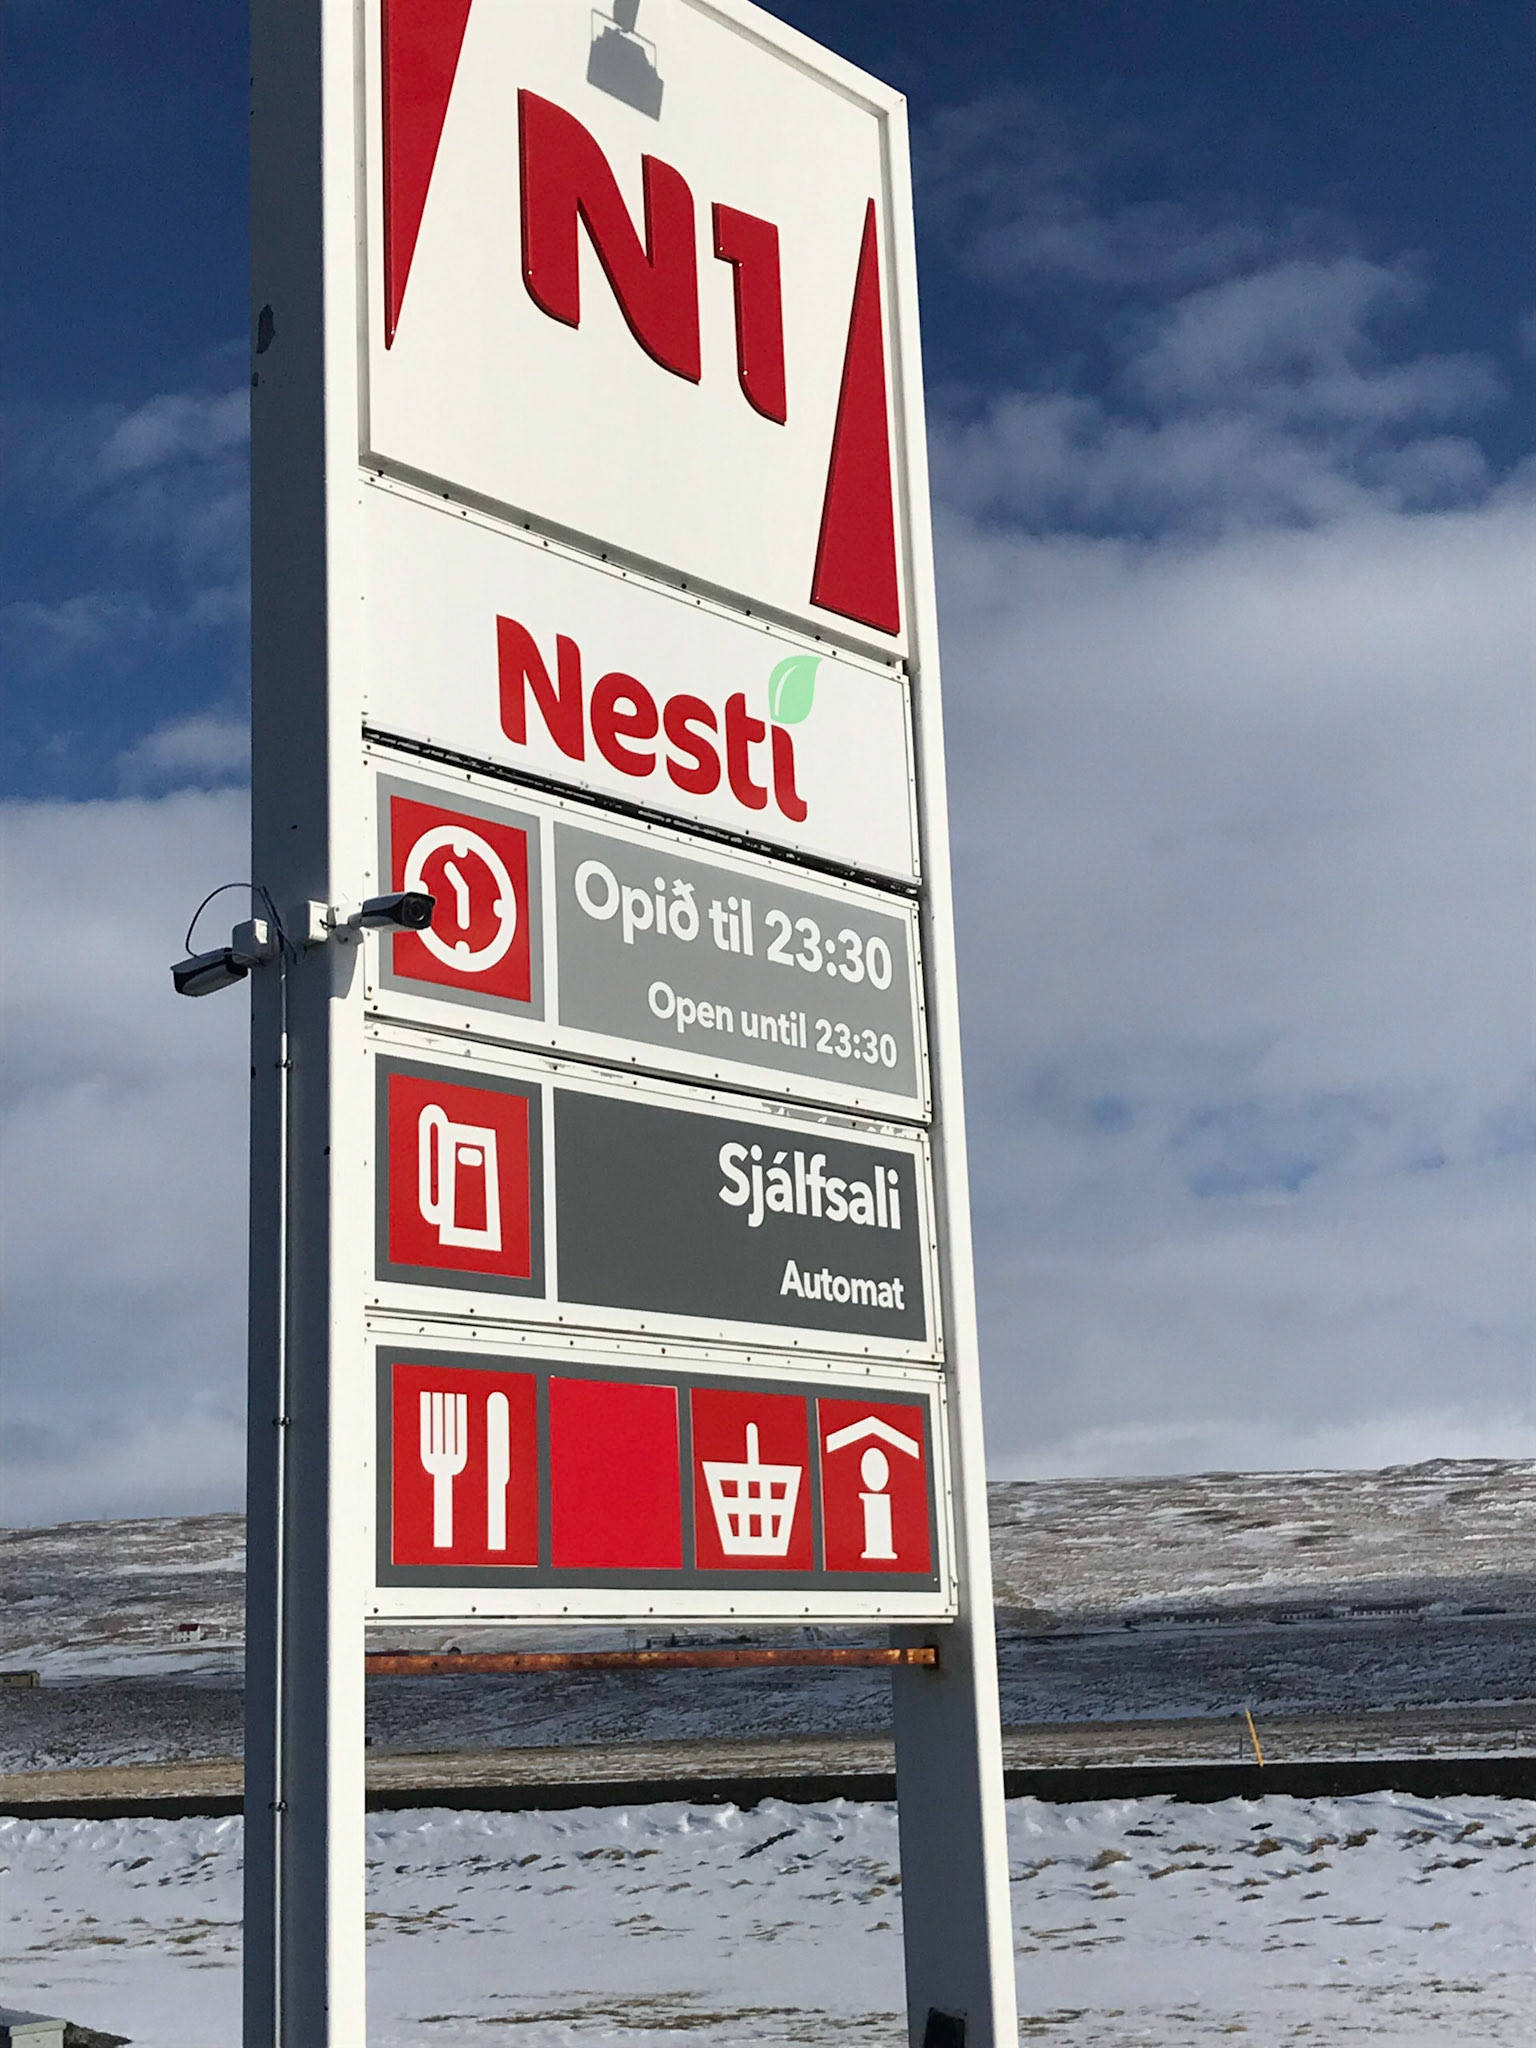 N1
Nesti
Opið til 23:30
Open until 23:30
Sjálfsali
Automat